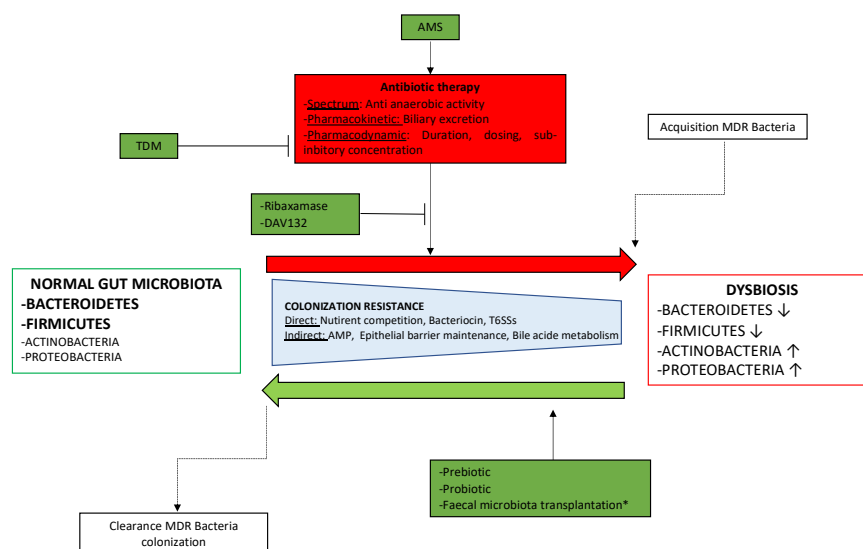 AMS
Antibiotic therapy
-Spectrum: Anti anaerobic activity
-Pharmacokinetic: Biliary excretion
-Pharmacodynamic: Duration, dosing, sub-
inbitory concentration
TDM
Acquisition MDR Bacteria
-Ribaxamase
-DAV132
NORMAL GUT MICROBIOTA
-BACTEROIDETES
-FIRMICUTES
-ACTINOBACTERIA
-PROTEOBACTERIA
COLONIZATION RESISTANCE
Direct: Nutirent competition, Bacteriocin, T6SSs
Indirect: AMP, Epithelial barrier maintenance, Bile acide metabolism
DYSBIOSIS
-BACTEROIDETES ↓
-FIRMICUTES ↓
-ACTINOBACTERIA ↑
-PROTEOBACTERIA ↑
-Prebiotic
-Probiotic
-Faecal microbiota transplantation*
Clearance MDR Bacteria
colonization